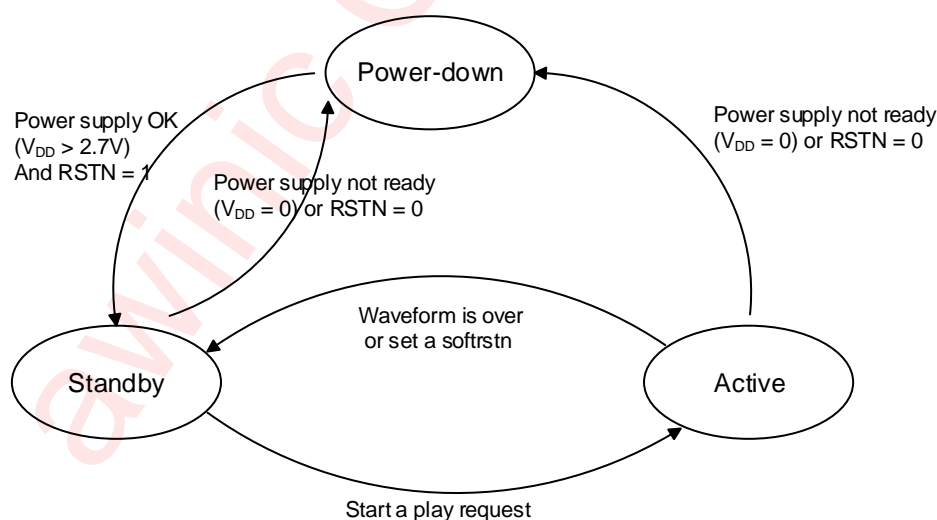 Power-down
Power supply OK
(VDD > 2.7V)
And RSTN = 1
Power supply not ready
(VDD = 0) or RSTN = 0
Power supply not ready
(VDD = 0) or RSTN = 0
Waveform is over
or set a softrstn
Standby
Active
Start a play request
awinic